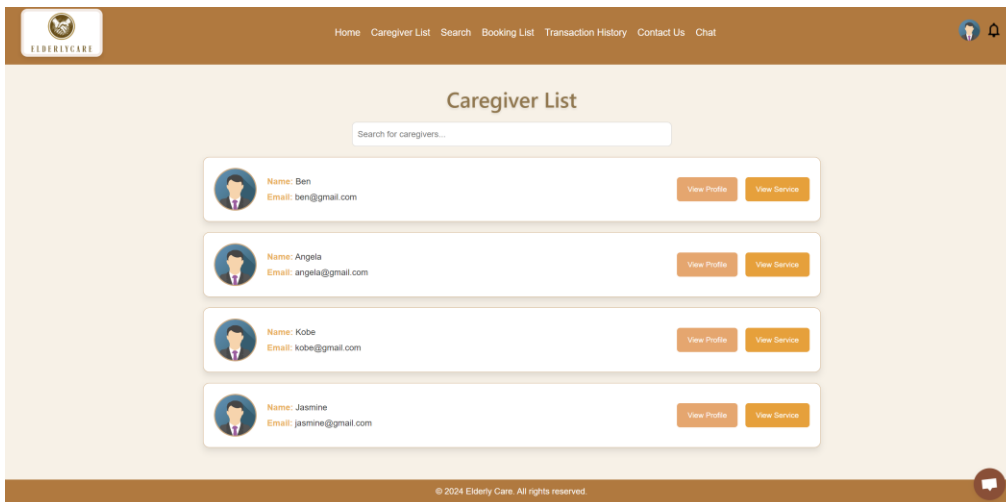 ELDERLYCARE
Home Caregiver List Search Booking List Transaction History Contact Us Chat
Caregiver List
Search for caregivers...
Name: Ben
Email: ben@gmail.com
View Profile View Service
Name: Angela
Email: angela@gmail.com
View Profile View Service
Name: Kobe
Email: kobe@gmail.com
View Profile View Service
Name: Jasmine
Email: jasmine@gmail.com
View Profile View Service
© 2024 Elderly Care. All rights reserved.